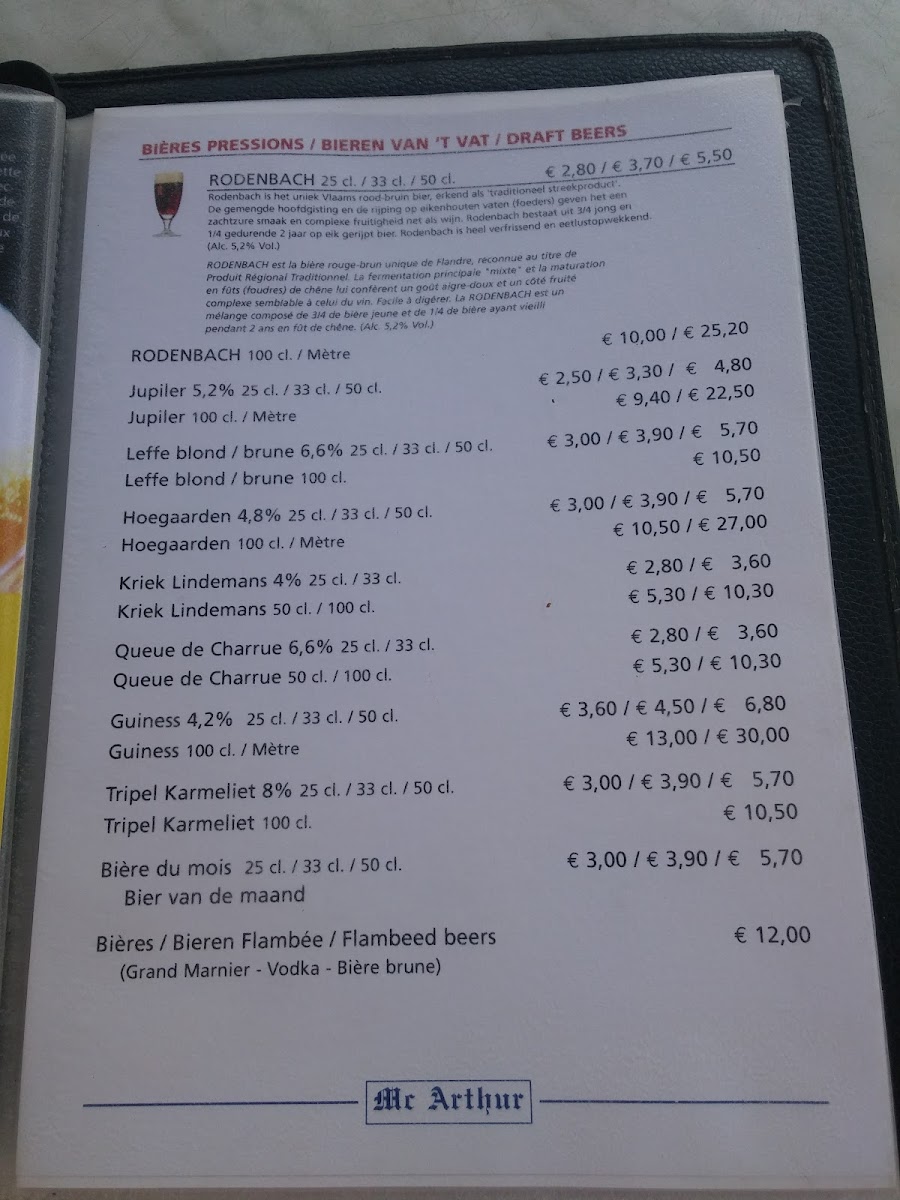 BIÈRES PRESSIONS / BIEREN VAN 'T VAT / DRAFT BEERS
RODENBACH 25 cl. / 33 cl. / 50 cl. € 2,80 / € 3,70 / € 5,50
Rodenbach is het uniek Vlaams rood-bruin bier, erkend als 'traditioneel streekproduct'.
De gemengde hoofdgisting en de rijping op eikenhouten vaten (foeders) geven het een
zachtzure smaak en complexe fruitigheid net als wijn. Rodenbach bestaat uit 3/4 jong en
1/4 gedurende 2 jaar op eik gerijpt bier. Rodenbach is heel verfrissend en eetlustopwekkend.
(Alc. 5,2% Vol.)
RODENBACH est la bière rouge-brun unique de Flandre, reconnue au titre de
Produit Régional Traditionnel. La fermentation principale "mixte" et la maturation
en fûts (foudres) de chêne lui confèrent un goût aigre-doux et un côté fruité
complexe semblable à celui du vin. Facile à digérer. La RODENBACH est un
mélange composé de 3/4 de bière jeune et de 1/4 de bière ayant vieilli
pendant 2 ans en fût de chêne. (Alc. 5,2% Vol.)
RODENBACH 100 cl. / Mètre € 10,00 / € 25,20
Jupiler 5,2% 25 cl. / 33 cl. / 50 cl. € 2,50 / € 3,30 / € 4,80
Jupiler 100 cl. / Mètre € 9,40 / € 22,50
Leffe blond / brune 6,6% 25 cl. / 33 cl. / 50 cl. € 3,00 / € 3,90 / € 5,70
Leffe blond / brune 100 cl. € 10,50
Hoegaarden 4,8% 25 cl. / 33 cl. / 50 cl. € 3,00 / € 3,90 / € 5,70
Hoegaarden 100 cl. / Mètre € 10,50 / € 27,00
Kriek Lindemans 4% 25 cl. / 33 cl. € 2,80 / € 3,60
Kriek Lindemans 50 cl. / 100 cl. € 5,30 / € 10,30
Queue de Charrue 6,6% 25 cl. / 33 cl. € 2,80 / € 3,60
Queue de Charrue 50 cl. / 100 cl. € 5,30 / € 10,30
Guiness 4,2% 25 cl. / 33 cl. / 50 cl. € 3,60 / € 4,50 / € 6,80
Guiness 100 cl. / Mètre € 13,00 / € 30,00
Tripel Karmeliet 8% 25 cl. / 33 cl. / 50 cl. € 3,00 / € 3,90 / € 5,70
Tripel Karmeliet 100 cl. € 10,50
Bière du mois 25 cl. / 33 cl. / 50 cl. € 3,00 / € 3,90 / € 5,70
Bier van de maand
Bières / Bieren Flambée / Flambeed beers € 12,00
(Grand Marnier - Vodka - Bière brune)
Mc Arthur